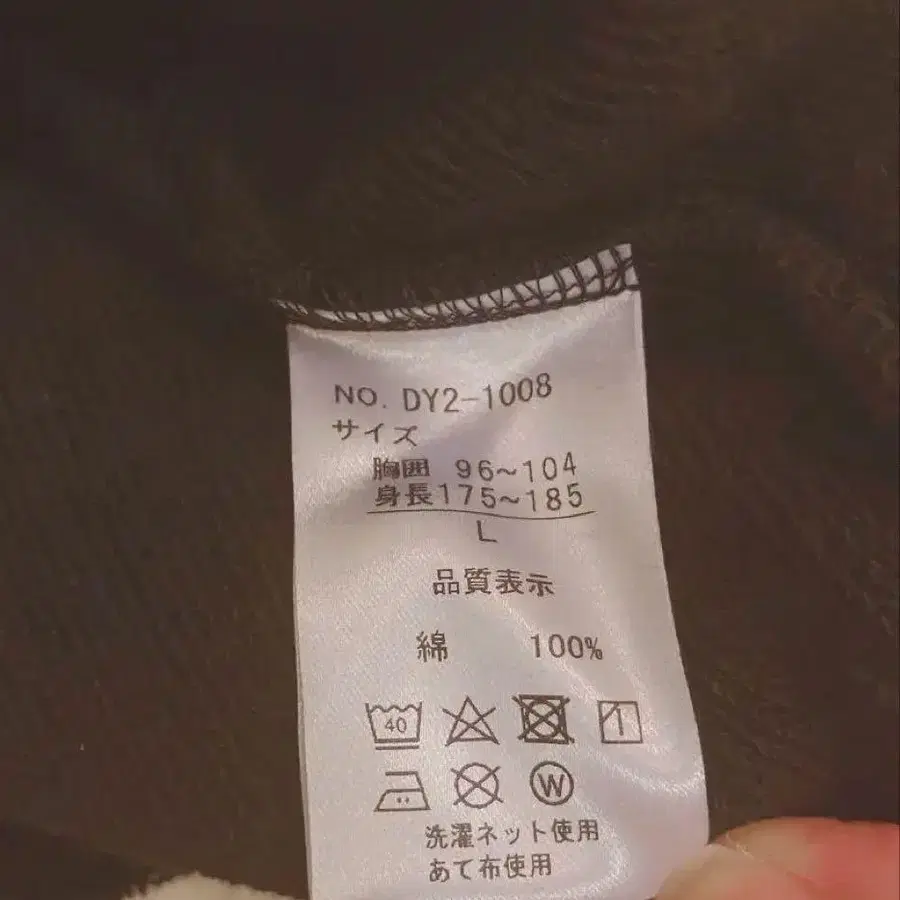 NO. DY2-1008
サイズ
胸囲 96~104
身長175~185
L
品質表示
綿 100%
40
W
洗濯ネット使用
あて布使用